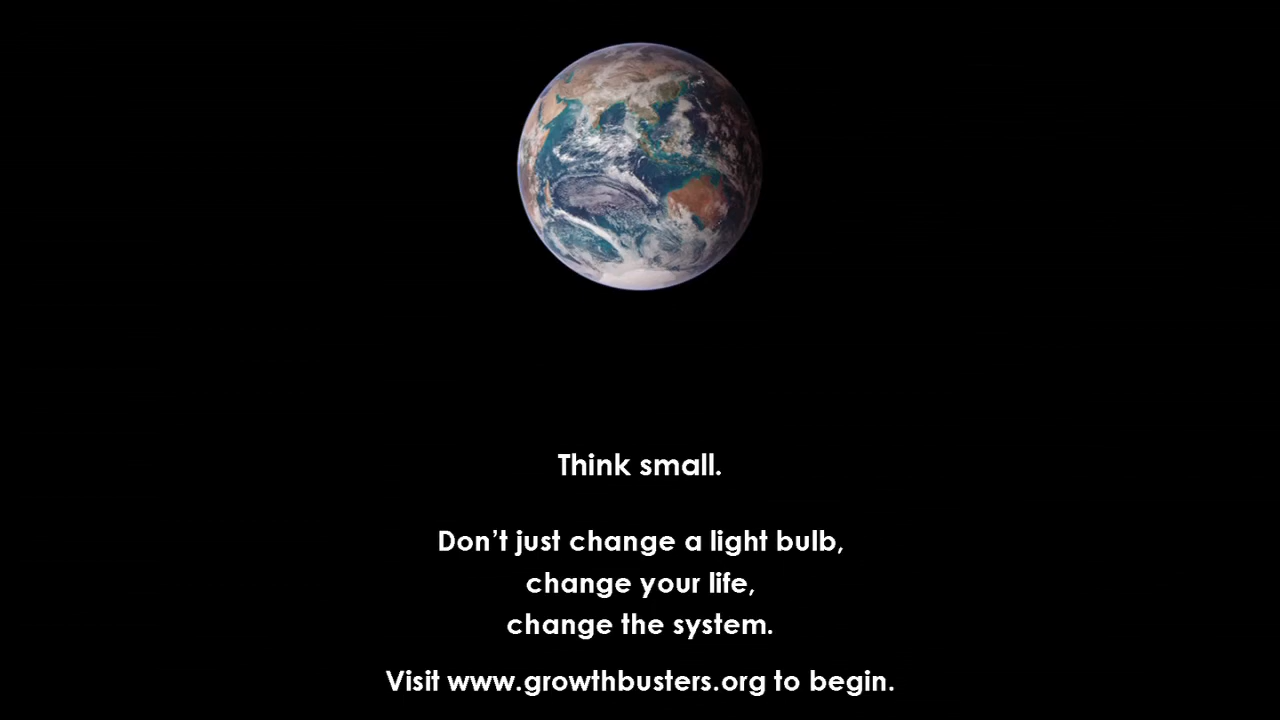 Think small.
Don’t just change a light bulb,
change your life,
change the system.
Visit www.growthbusters.org to begin.